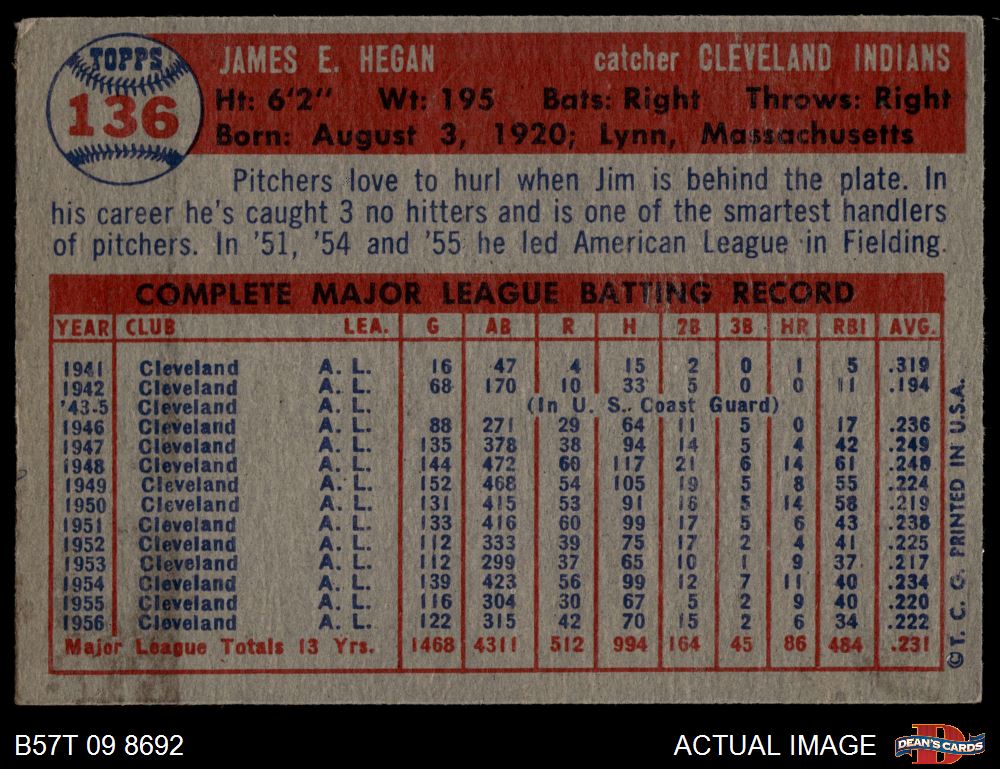 TOPPS
136
JAMES E. HEGAN catcher CLEVELAND INDIANS
Ht: 6'2" Wt: 195 Bats: Right Throws: Right
Born: August 3, 1920; Lynn, Massachusetts
Pitchers love to hurl when Jim is behind the plate. In
his career he's caught 3 no hitters and is one of the smartest handlers
of pitchers. In '51, '54 and '55 he led American League in Fielding.
COMPLETE MAJOR LEAGUE BATTING RECORD
YEAR CLUB LEA. G AB R H 2B 3B HR RBI AVG.
1941 Cleveland A. L. 16 47 4 15 2 0 1 5 .319
1942 Cleveland A. L. 68 170 10 33 5 0 0 11 .194
'43-5 Cleveland A. L. (In U. S. Coast Guard)
1946 Cleveland A. L. 88 271 29 64 11 5 0 17 .236
1947 Cleveland A. L. 135 378 38 94 14 5 4 42 .249
1948 Cleveland A. L. 144 472 60 117 21 6 14 61 .248
1949 Cleveland A. L. 152 468 54 105 19 5 8 55 .224
1950 Cleveland A. L. 131 415 53 91 16 5 14 58 .219
1951 Cleveland A. L. 133 416 60 99 17 5 6 43 .238
1952 Cleveland A. L. 112 333 39 75 17 2 4 41 .225
1953 Cleveland A. L. 112 299 37 65 10 1 9 37 .217
1954 Cleveland A. L. 139 423 56 99 12 7 11 40 .234
1955 Cleveland A. L. 116 304 30 67 5 2 9 40 .220
1956 Cleveland A. L. 122 315 42 70 15 2 6 34 .222
Major League Totals 13 Yrs. 1468 4311 512 994 164 45 86 484 .231
©T. C. G. PRINTED IN U.S.A.
B57T 09 8692 ACTUAL IMAGE
D
DEAN'S CARDS